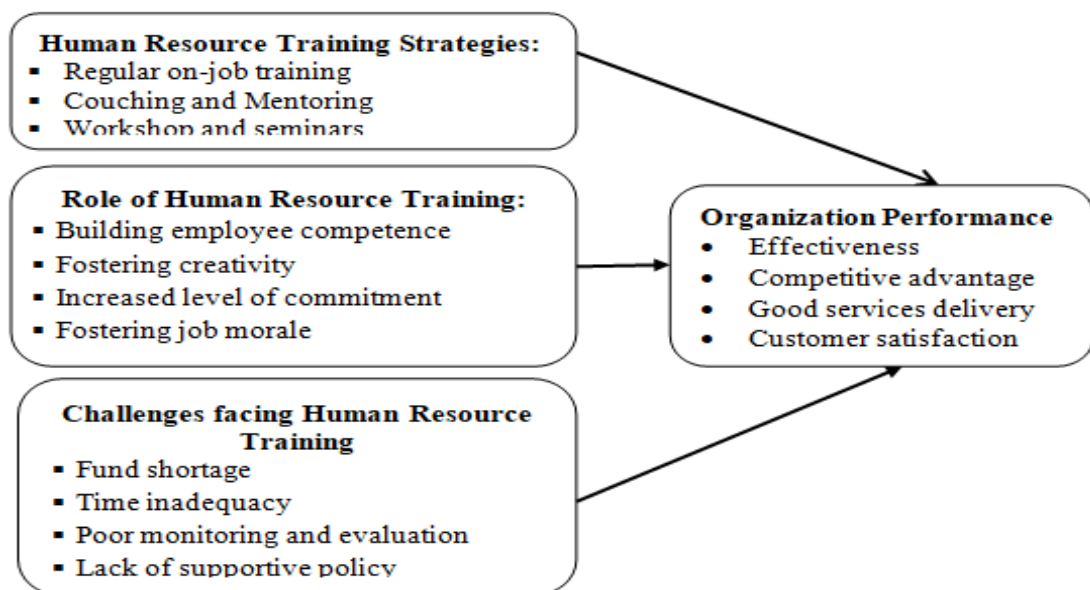 Human Resource Training Strategies:
▪ Regular on-job training
▪ Couching and Mentoring
▪ Workshop and seminars
Role of Human Resource Training:
▪ Building employee competence
▪ Fostering creativity
▪ Increased level of commitment
▪ Fostering job morale
Challenges facing Human Resource
Training
▪ Fund shortage
▪ Time inadequacy
▪ Poor monitoring and evaluation
▪ Lack of supportive policy
Organization Performance
• Effectiveness
• Competitive advantage
• Good services delivery
• Customer satisfaction